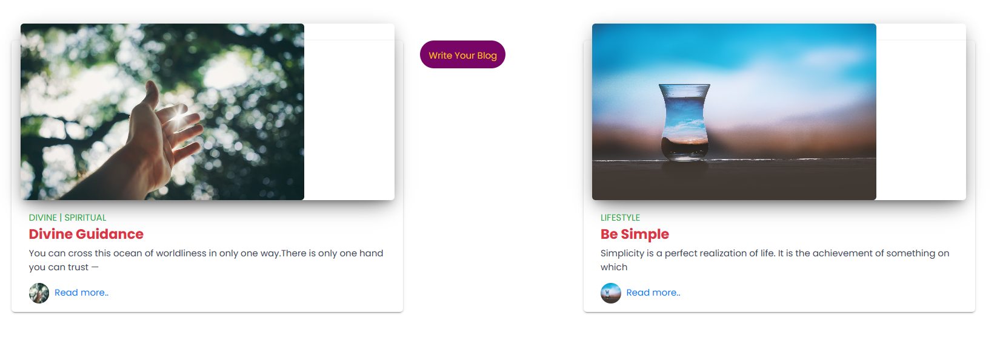 Write Your Blog
DIVINE | SPIRITUAL
Divine Guidance
You can cross this ocean of worldliness in only one way.There is only one hand
you can trust —
Read more..
LIFESTYLE
Be Simple
Simplicity is a perfect realization of life. It is the achievement of something on
which
Read more..